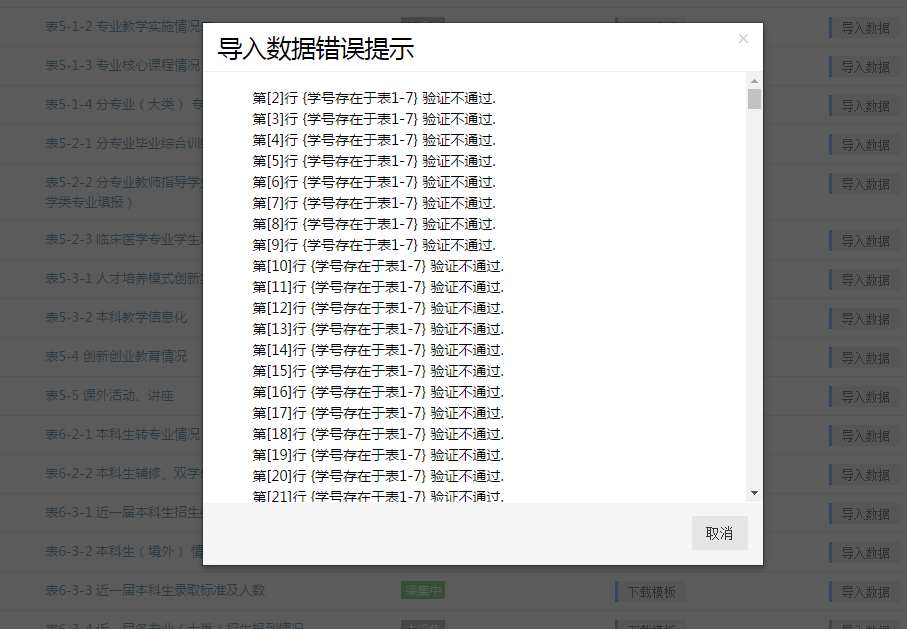 导入数据错误提示
×
第[2]行 {学号存在于表1-7} 验证不通过.
第[3]行 {学号存在于表1-7} 验证不通过.
第[4]行 {学号存在于表1-7} 验证不通过.
第[5]行 {学号存在于表1-7} 验证不通过.
第[6]行 {学号存在于表1-7} 验证不通过.
第[7]行 {学号存在于表1-7} 验证不通过.
第[8]行 {学号存在于表1-7} 验证不通过.
第[9]行 {学号存在于表1-7} 验证不通过.
第[10]行 {学号存在于表1-7} 验证不通过.
第[11]行 {学号存在于表1-7} 验证不通过.
第[12]行 {学号存在于表1-7} 验证不通过.
第[13]行 {学号存在于表1-7} 验证不通过.
第[14]行 {学号存在于表1-7} 验证不通过.
第[15]行 {学号存在于表1-7} 验证不通过.
第[16]行 {学号存在于表1-7} 验证不通过.
第[17]行 {学号存在于表1-7} 验证不通过.
第[18]行 {学号存在于表1-7} 验证不通过.
第[19]行 {学号存在于表1-7} 验证不通过.
第[20]行 {学号存在于表1-7} 验证不通过.
第[21]行 {学号存在于表1-7} 验证不通过.
取消
表5-1-2 专业教学实施情况 导入数据
表5-1-3 专业核心课程情况 导入数据
表5-1-4 分专业（大类） 专 导入数据
表5-2-1 分专业毕业综合训 导入数据
表5-2-2 分专业教师指导学 导入数据
学类专业填报）
表5-2-3 临床医学专业学生 导入数据
表5-3-1 人才培养模式创新 导入数据
表5-3-2 本科教学信息化 导入数据
表5-4 创新创业教育情况 导入数据
表5-5 课外活动、讲座 导入数据
表6-2-1 本科生转专业情况 导入数据
表6-2-2 本科生辅修、双学 导入数据
表6-3-1 近一届本科生招生 导入数据
表6-3-2 本科生（境外） 情 导入数据
表6-3-3 近一届本科生录取标准及人数 采集中 下载模板 导入数据
表6-3-4 近一届各专业（大类）招生报到情况 未采集 下载模板 导入数据